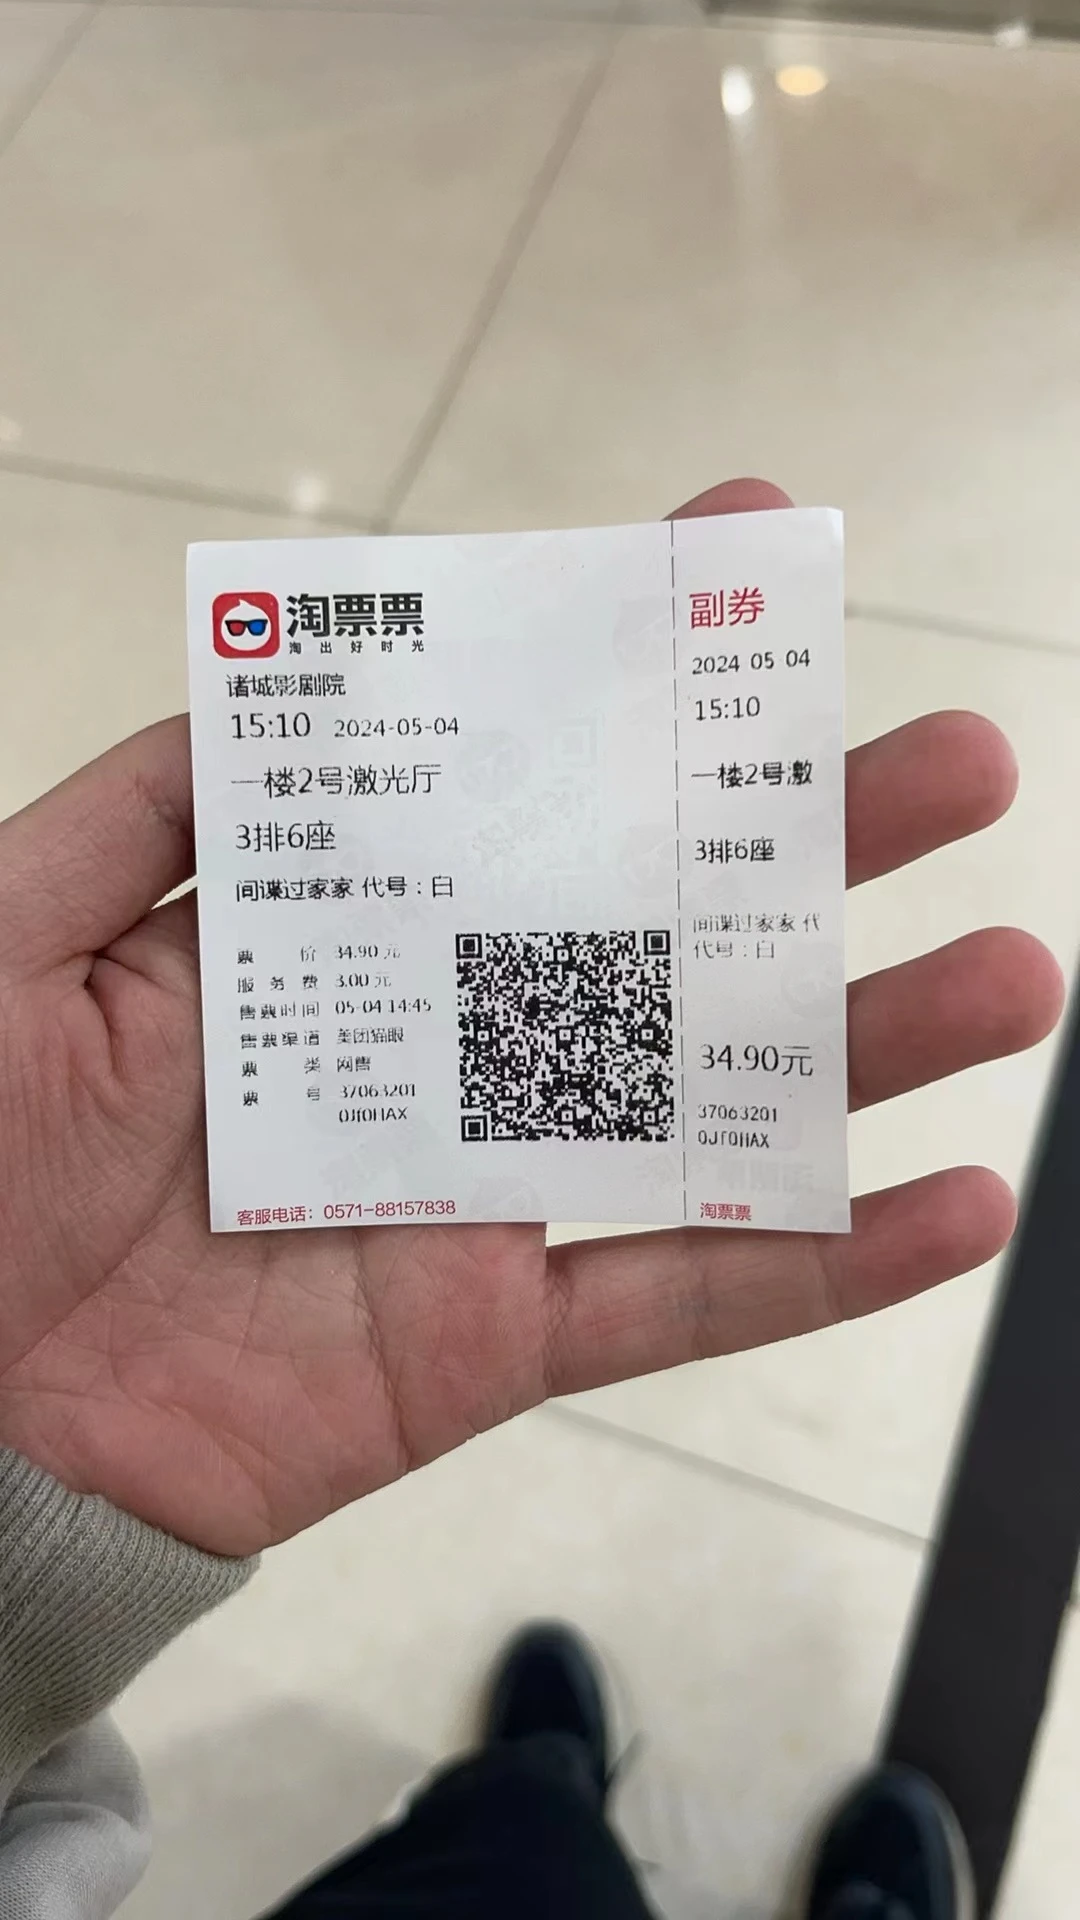 淘票票
淘出好时光
诸城影剧院
15:10 2024-05-04
一楼2号激光厅
3排6座
间谍过家家 代号:白
票价 34.90 元
服务费 3.00 元
售票时间 05-04 14:45
售票渠道 美团猫眼
票类 网售
票号 37063201
0Jf0HAX
客服电话：0571-88157838
副券
2024 05 04
15:10
一楼2号激
3排6座
间谍过家家 代
代号:白
34.90元
37063201
0Jf0HAX
淘票票